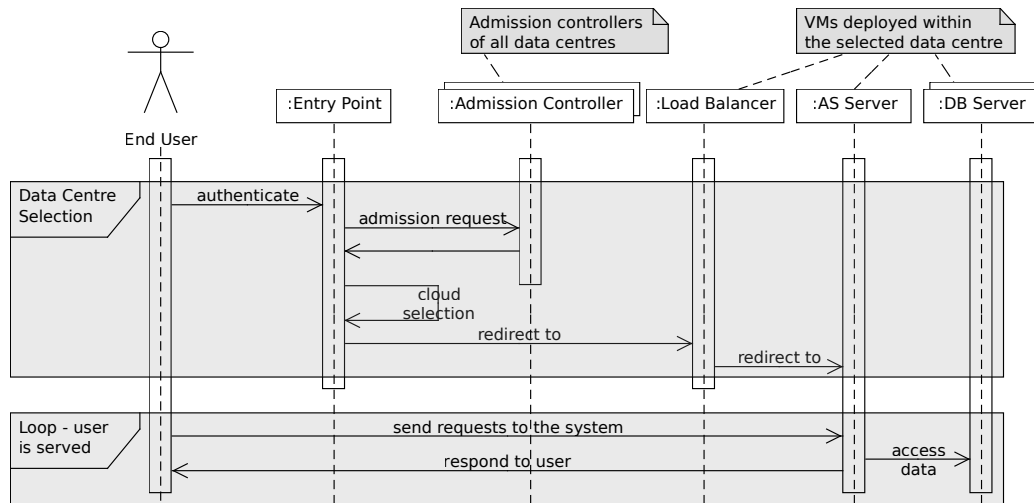 Admission controllers
of all data centres
VMs deployed within
the selected data centre
:Entry Point
:Admission Controller
:Load Balancer
:AS Server
:DB Server
End User
Data Centre
Selection
authenticate
admission request
cloud
selection
redirect to
redirect to
Loop - user
is served
send requests to the system
access
data
respond to user